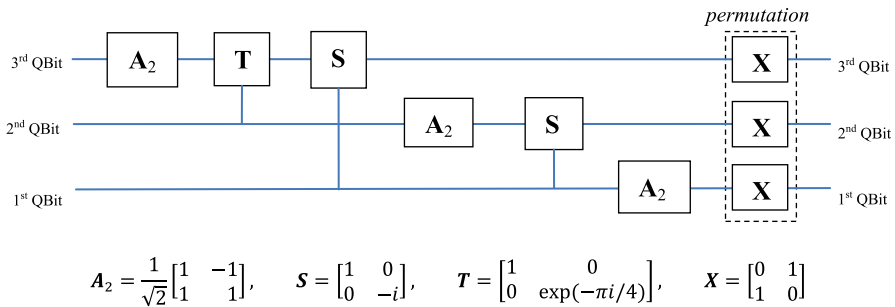 permutation
3rd QBit A2 T S X 3rd QBit
2nd QBit A2 S X 2nd QBit
1st QBit A2 X 1st QBit
A2 = 1/√2 [1 −1; 1 1], S = [1 0; 0 −i], T = [1 0; 0 exp(−πi/4)], X = [0 1; 1 0]